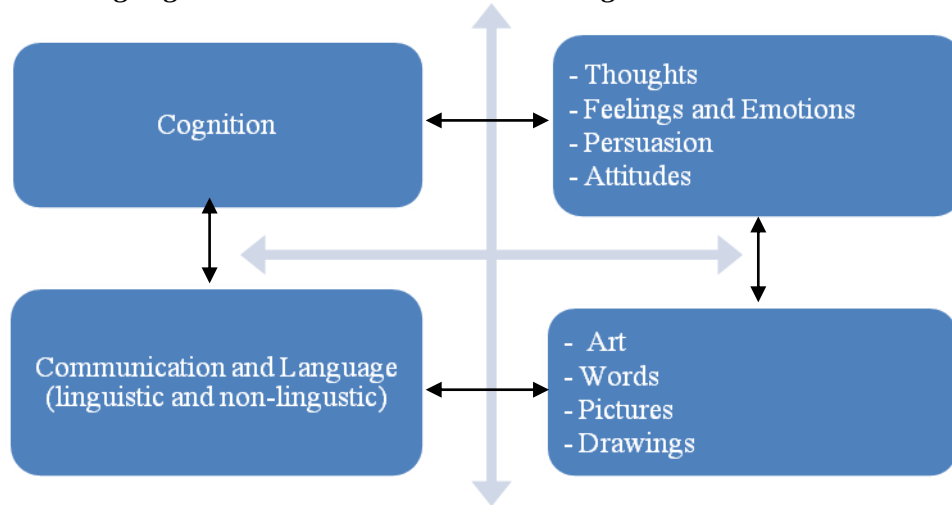 Cognition
- Thoughts
- Feelings and Emotions
- Persuasion
- Attitudes
Communication and Language
(linguistic and non-lingustic)
- Art
- Words
- Pictures
- Drawings